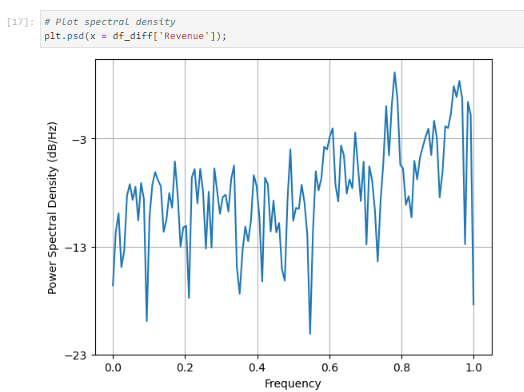 [17]: # Plot spectral density
plt.psd(x = df_diff['Revenue']);
Power Spectral Density (dB/Hz)
−3
−13
−23
0.0 0.2 0.4 0.6 0.8 1.0
Frequency